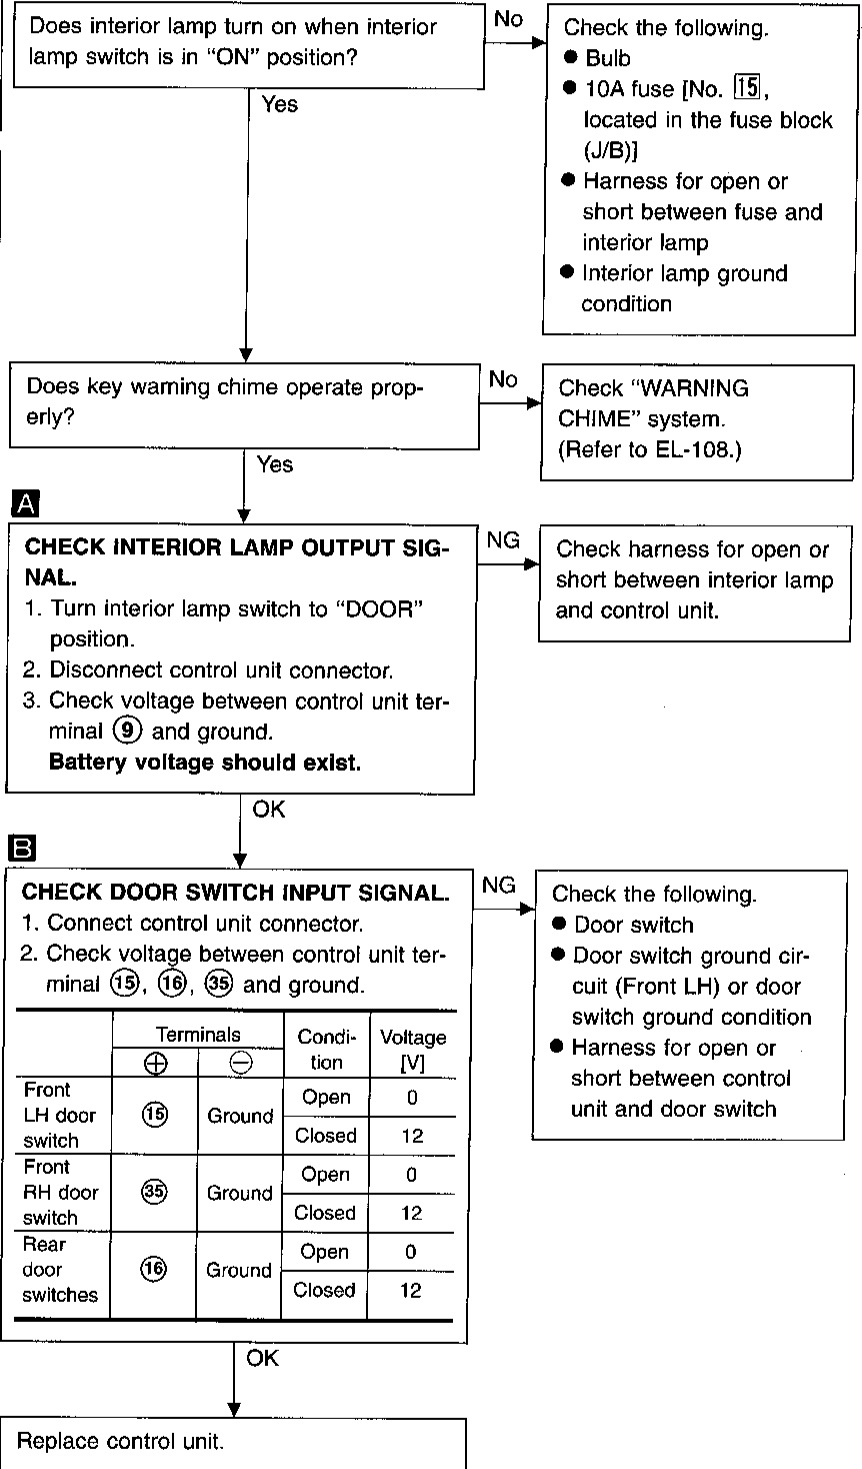 Does interior lamp turn on when interior
lamp switch is in “ON” position?
No
Check the following.
● Bulb
● 10A fuse [No. 15,
located in the fuse block
(J/B)]
● Harness for open or
short between fuse and
interior lamp
● Interior lamp ground
condition
Yes
Does key warning chime operate prop-
erly?
No
Check “WARNING
CHIME” system.
(Refer to EL-108.)
Yes
A
CHECK INTERIOR LAMP OUTPUT SIG-
NAL.
1. Turn interior lamp switch to “DOOR”
position.
2. Disconnect control unit connector.
3. Check voltage between control unit ter-
minal ⑨ and ground.
Battery voltage should exist.
NG
Check harness for open or
short between interior lamp
and control unit.
OK
B
CHECK DOOR SWITCH INPUT SIGNAL.
1. Connect control unit connector.
2. Check voltage between control unit ter-
minal ⑮, ⑯, ㉟ and ground.
Terminals Condi-
tion Voltage
[V]
⊕ ⊖
Front
LH door
switch ⑮ Ground Open 0
Closed 12
Front
RH door
switch ㉟ Ground Open 0
Closed 12
Rear
door
switches ⑯ Ground Open 0
Closed 12
NG
Check the following.
● Door switch
● Door switch ground cir-
cuit (Front LH) or door
switch ground condition
● Harness for open or
short between control
unit and door switch
OK
Replace control unit.